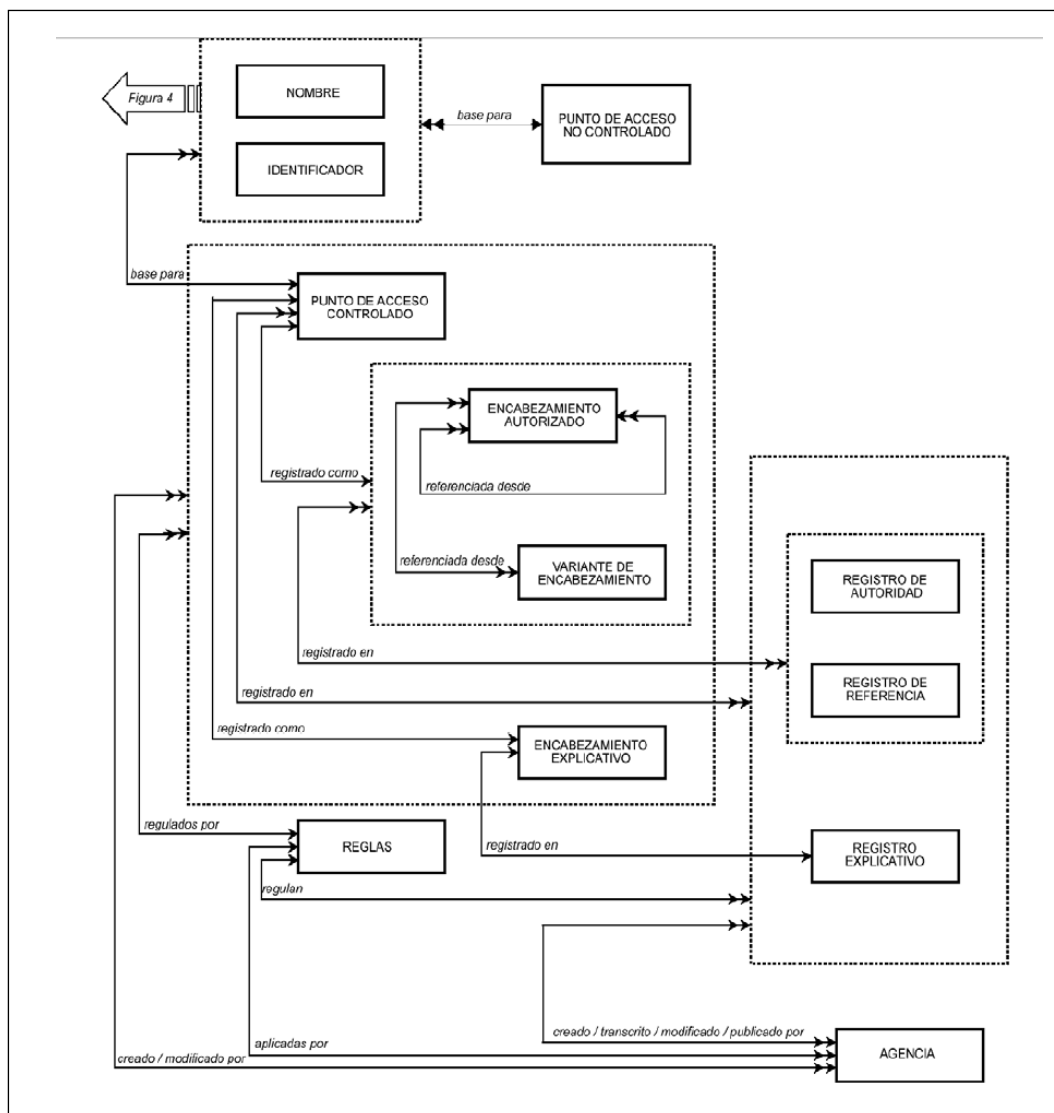 NOMBRE
Figura 4
base para
PUNTO DE ACCESO
NO CONTROLADO
IDENTIFICADOR
base para
PUNTO DE ACCESO
CONTROLADO
ENCABEZAMIENTO
AUTORIZADO
registrado como
referenciada desde
referenciada desde
VARIANTE DE
ENCABEZAMIENTO
REGISTRO DE
AUTORIDAD
registrado en
REGISTRO DE
REFERENCIA
registrado en
registrado como
ENCABEZAMIENTO
EXPLICATIVO
regulados por
REGLAS
registrado en
REGISTRO
EXPLICATIVO
regulan
creado / transcrito / modificado / publicado por
aplicadas por
AGENCIA
creado / modificado por